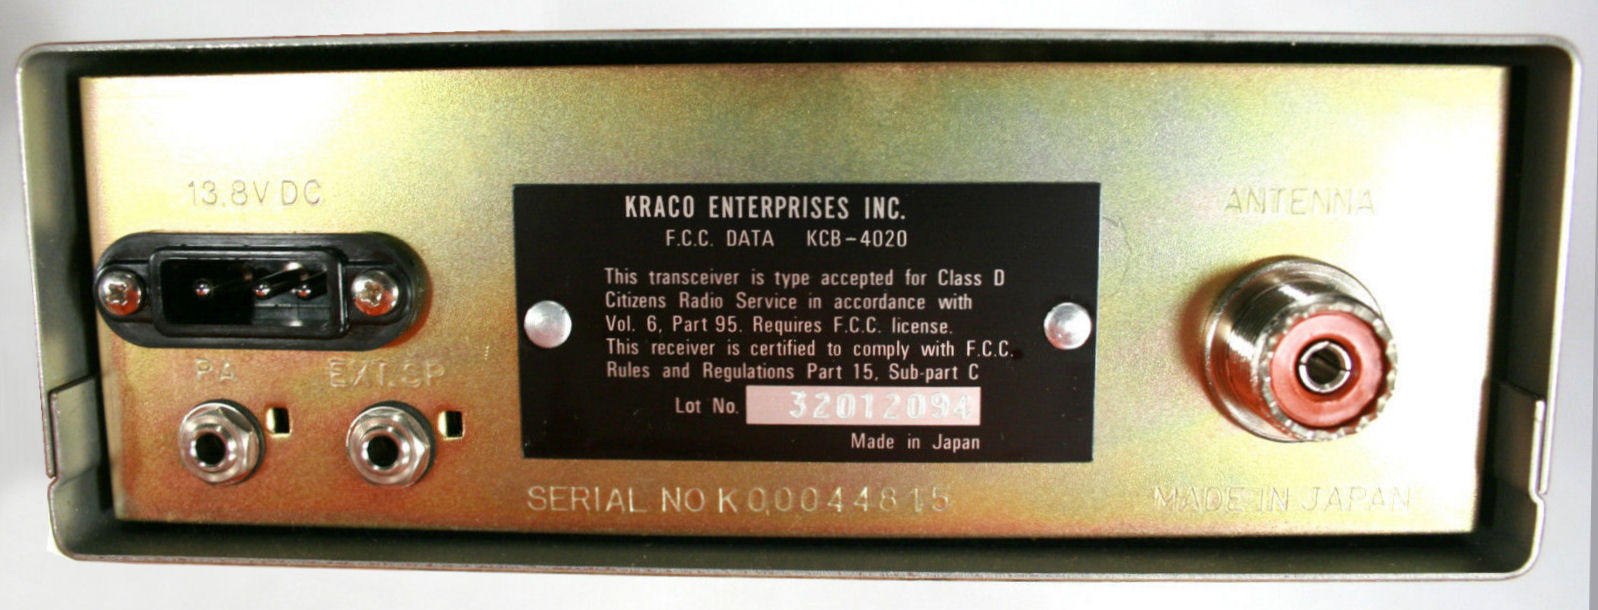 13.8V DC
PA
EXT.SP
KRACO ENTERPRISES INC.
F.C.C. DATA KCB-4020
This transceiver is type accepted for Class D
Citizens Radio Service in accordance with
Vol. 6, Part 95. Requires F.C.C. license.
This receiver is certified to comply with F.C.C.
Rules and Regulations Part 15, Sub-part C
Lot No. 32012094
Made in Japan
SERIAL NO K00044815
ANTENNA
MADE IN JAPAN